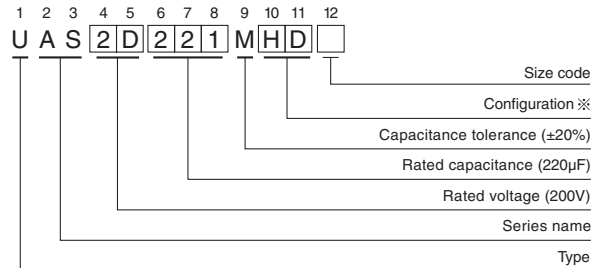 1 2 3 4 5 6 7 8 9 10 11 12
U A S 2 D 2 2 1 M H D
Size code
Configuration ※
Capacitance tolerance (±20%)
Rated capacitance (220µF)
Rated voltage (200V)
Series name
Type